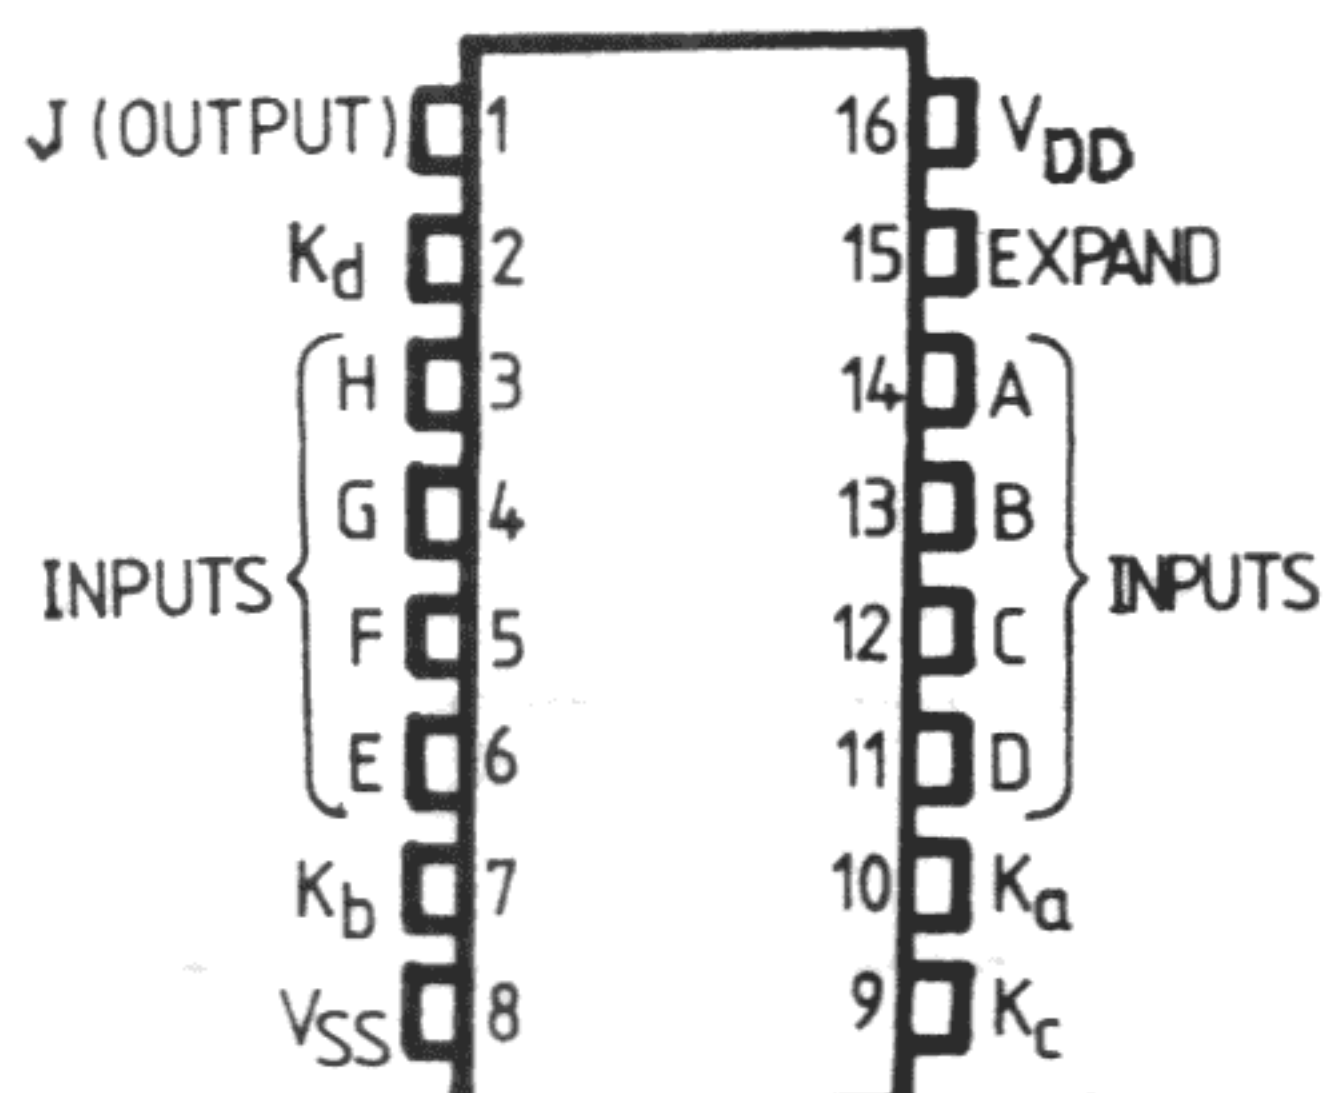 J (OUTPUT) 1 16 VDD
Kd 2 15 EXPAND
H 3 14 A
G 4 13 B
INPUTS INPUTS
F 5 12 C
E 6 11 D
Kb 7 10 Ka
VSS 8 9 Kc